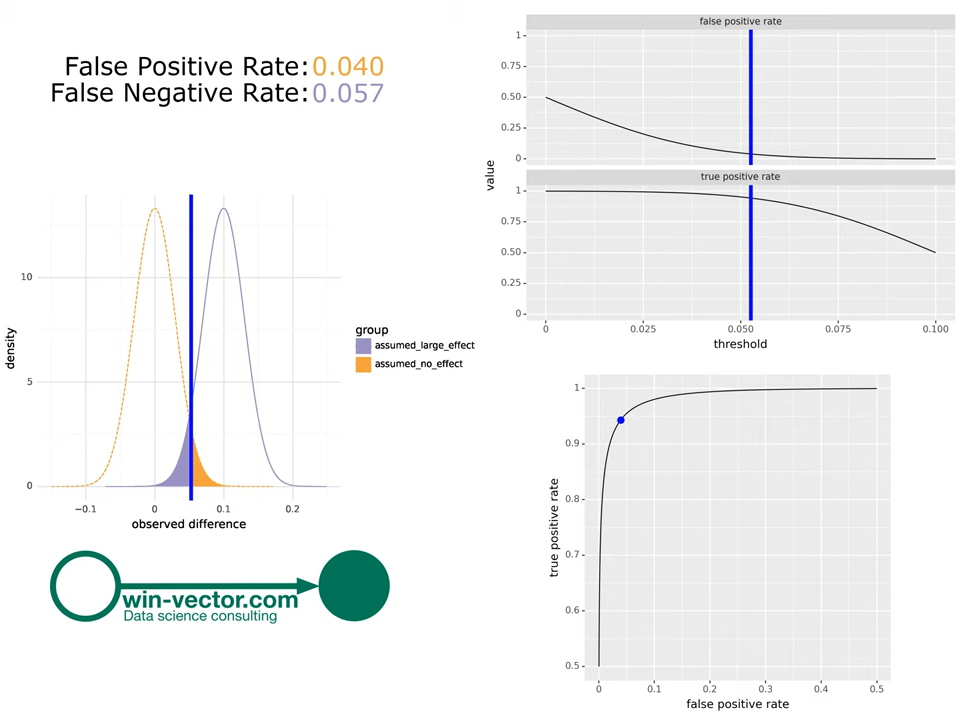 False Positive Rate: 0.040
False Negative Rate: 0.057
density
10
5
0
−0.1
0
0.1
0.2
observed difference
group
assumed_large_effect
assumed_no_effect
win-vector.com
Data science consulting
false positive rate
1
0.75
0.50
0.25
0
value
true positive rate
1
0.75
0.50
0.25
0
0
0.025
0.050
0.075
0.100
threshold
true positive rate
1
0.9
0.8
0.7
0.6
0.5
0
0.1
0.2
0.3
0.4
0.5
false positive rate